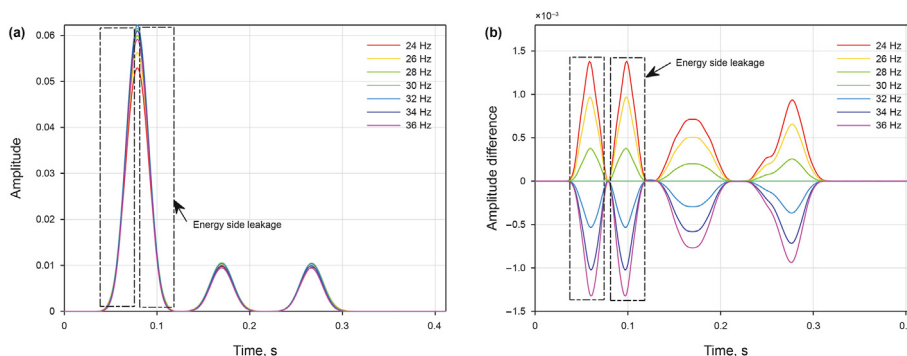 (a)
Amplitude
0.06
0.05
0.04
0.03
0.02
0.01
0
0
0.1
0.2
0.3
0.4
Time, s
24 Hz
26 Hz
28 Hz
30 Hz
32 Hz
34 Hz
36 Hz
Energy side leakage
(b)
×10⁻³
Amplitude difference
1.5
1.0
0.5
0
−0.5
−1.0
−1.5
0
0.1
0.2
0.3
0.4
Time, s
Energy side leakage
24 Hz
26 Hz
28 Hz
30 Hz
32 Hz
34 Hz
36 Hz